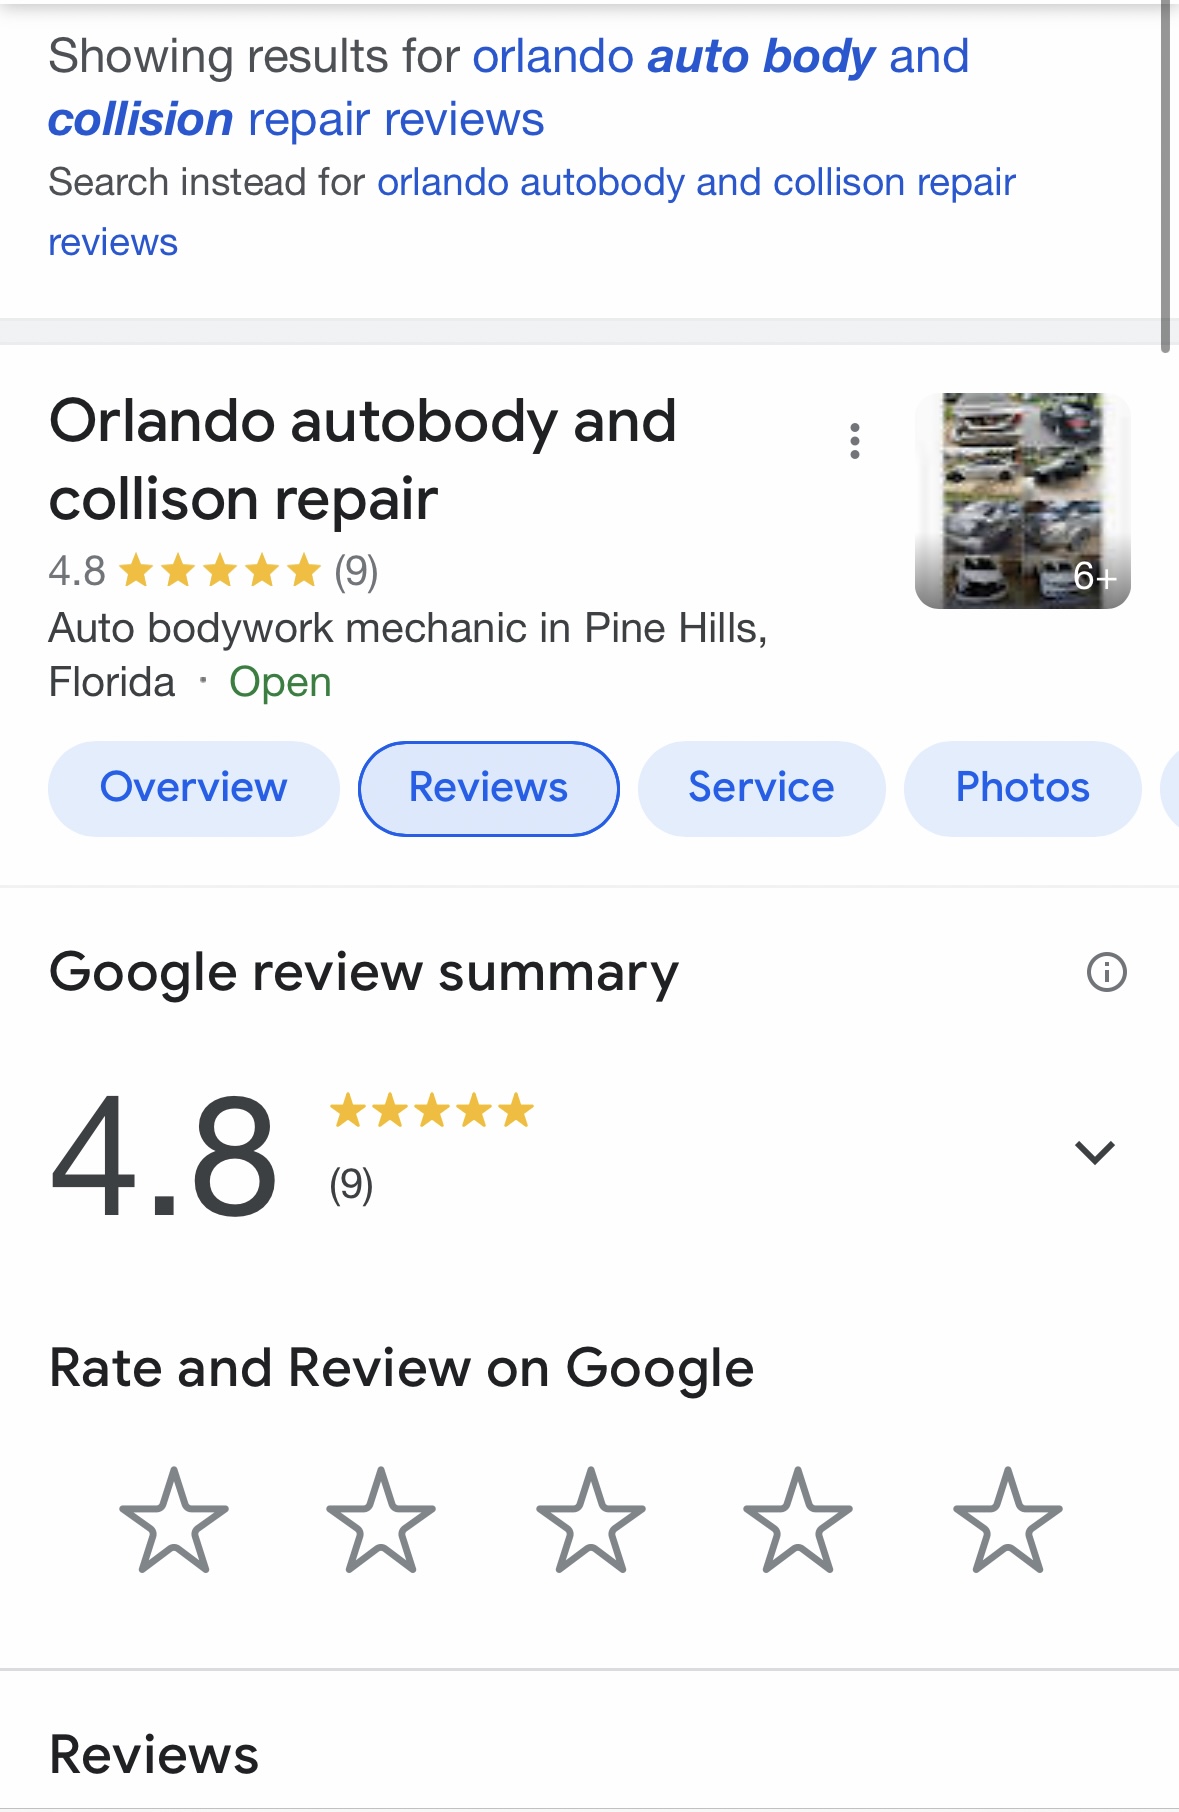 Showing results for orlando auto body and
collision repair reviews
Search instead for orlando autobody and collison repair
reviews
Orlando autobody and
collison repair
4.8 ★★★★★ (9)
6+
Auto bodywork mechanic in Pine Hills,
Florida · Open
Overview Reviews Service Photos
Google review summary
4.8
(9)
Rate and Review on Google
Reviews